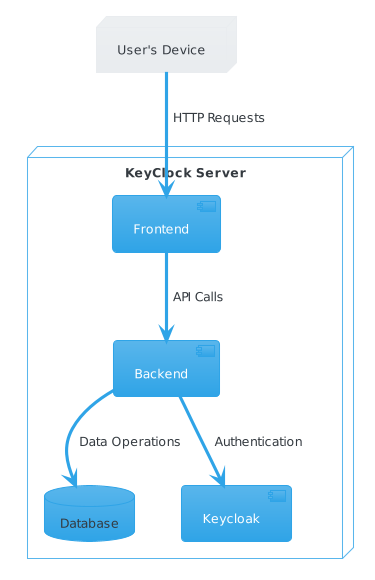 User's Device
HTTP Requests
KeyClock Server
Frontend
API Calls
Backend
Data Operations
Authentication
Database
Keycloak